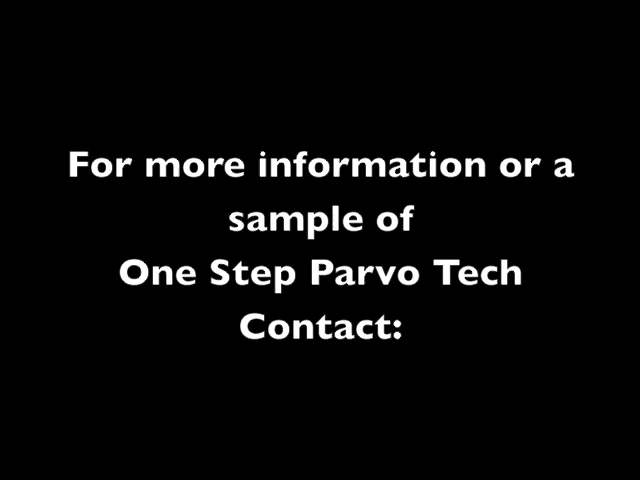 For more information or a
sample of
One Step Parvo Tech
Contact: